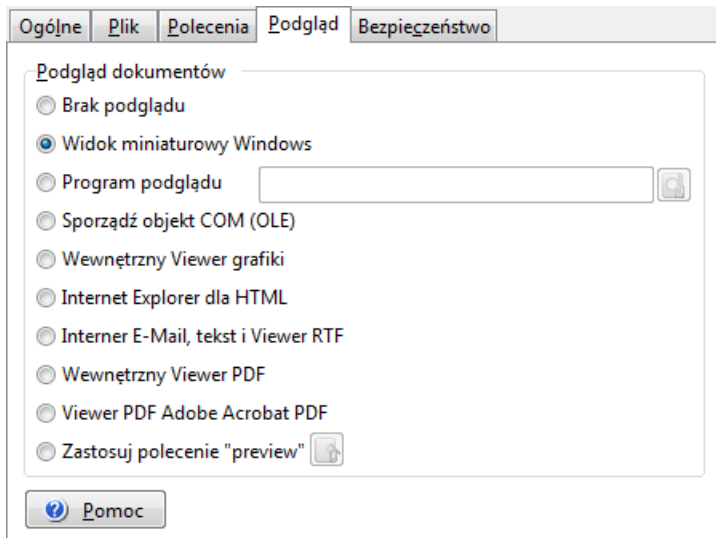 Ogólne Plik Polecenia Podgląd Bezpieczeństwo
Podgląd dokumentów
Brak podglądu
Widok miniaturowy Windows
Program podglądu
Sporządź objekt COM (OLE)
Wewnętrzny Viewer grafiki
Internet Explorer dla HTML
Interner E-Mail, tekst i Viewer RTF
Wewnętrzny Viewer PDF
Viewer PDF Adobe Acrobat PDF
Zastosuj polecenie "preview"
Pomoc